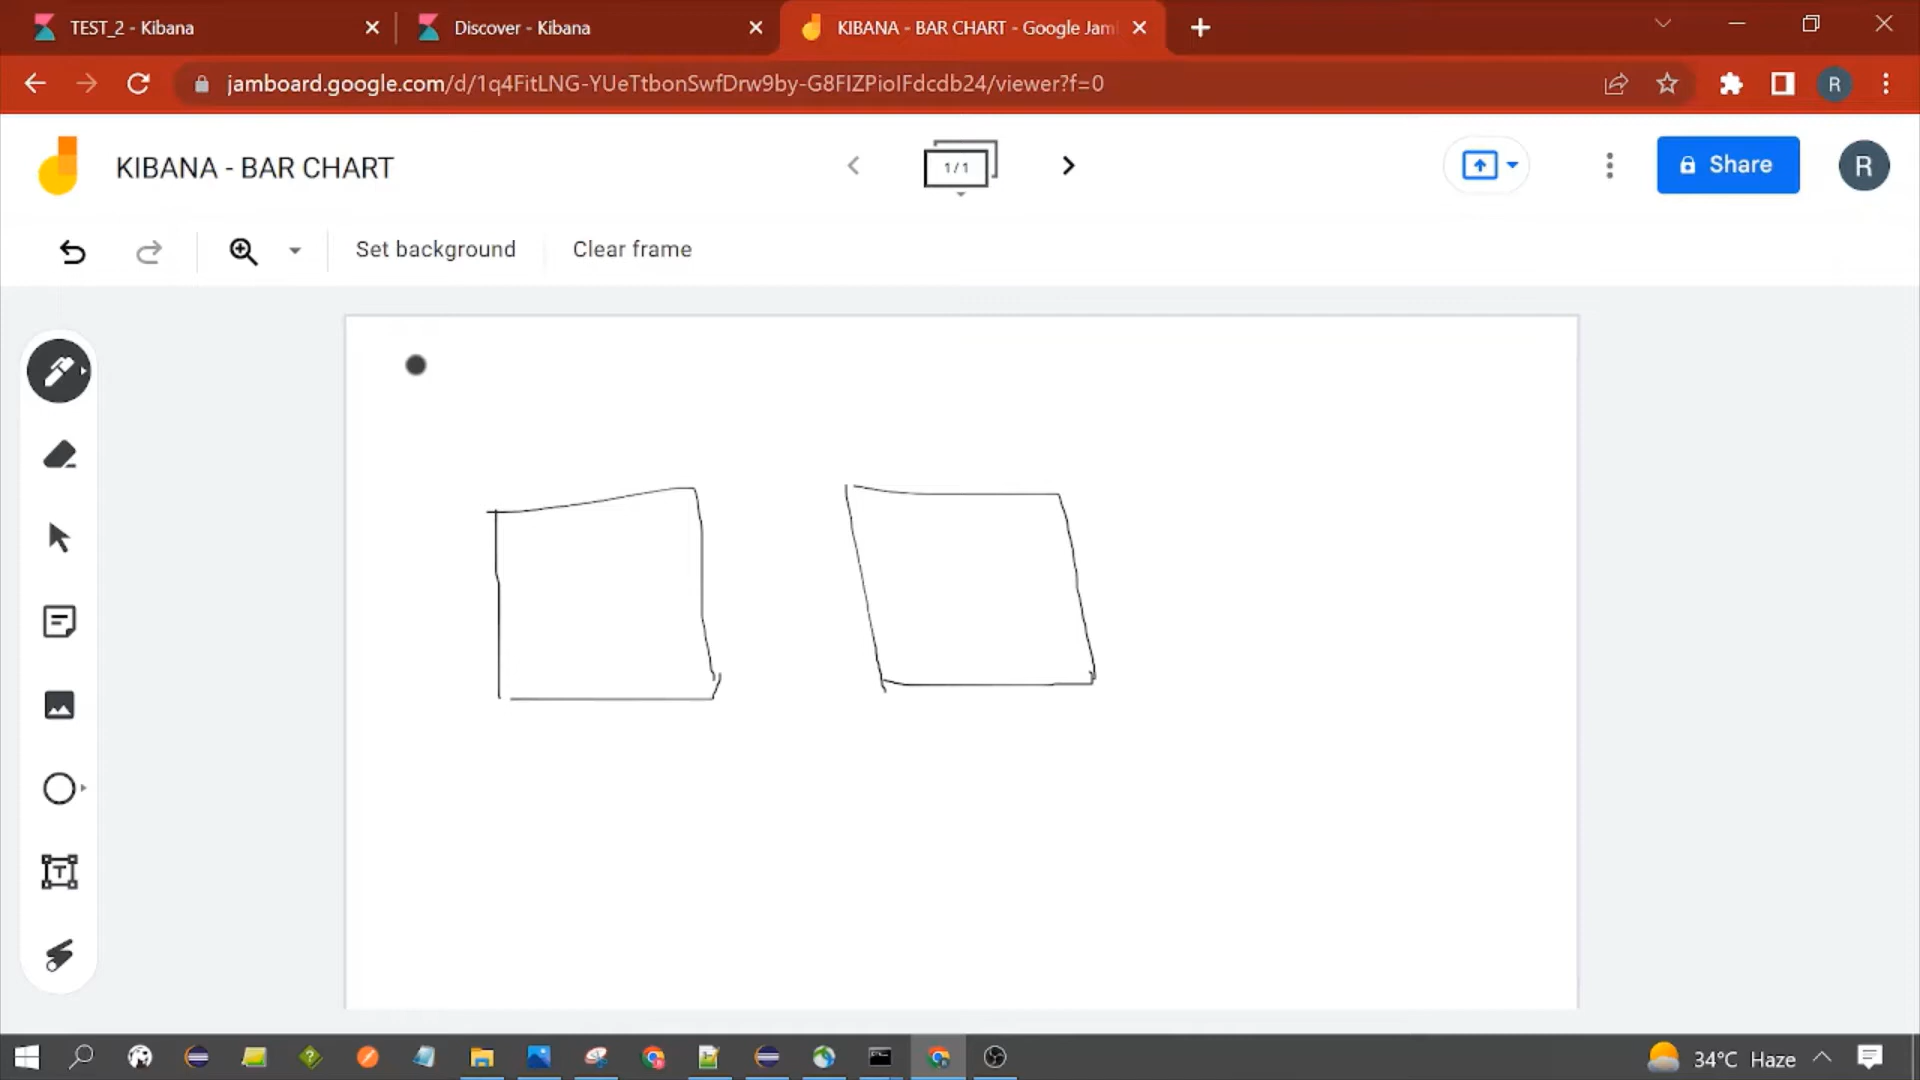 TEST_2 - Kibana
Discover - Kibana
KIBANA - BAR CHART - Google Jam
jamboard.google.com/d/1q4FitLNG-YUeTtbonSwfDrw9by-G8FIZPioIFdcdb24/viewer?f=0
R
KIBANA - BAR CHART
1 / 1
Share
R
Set background
Clear frame
T
34°C Haze